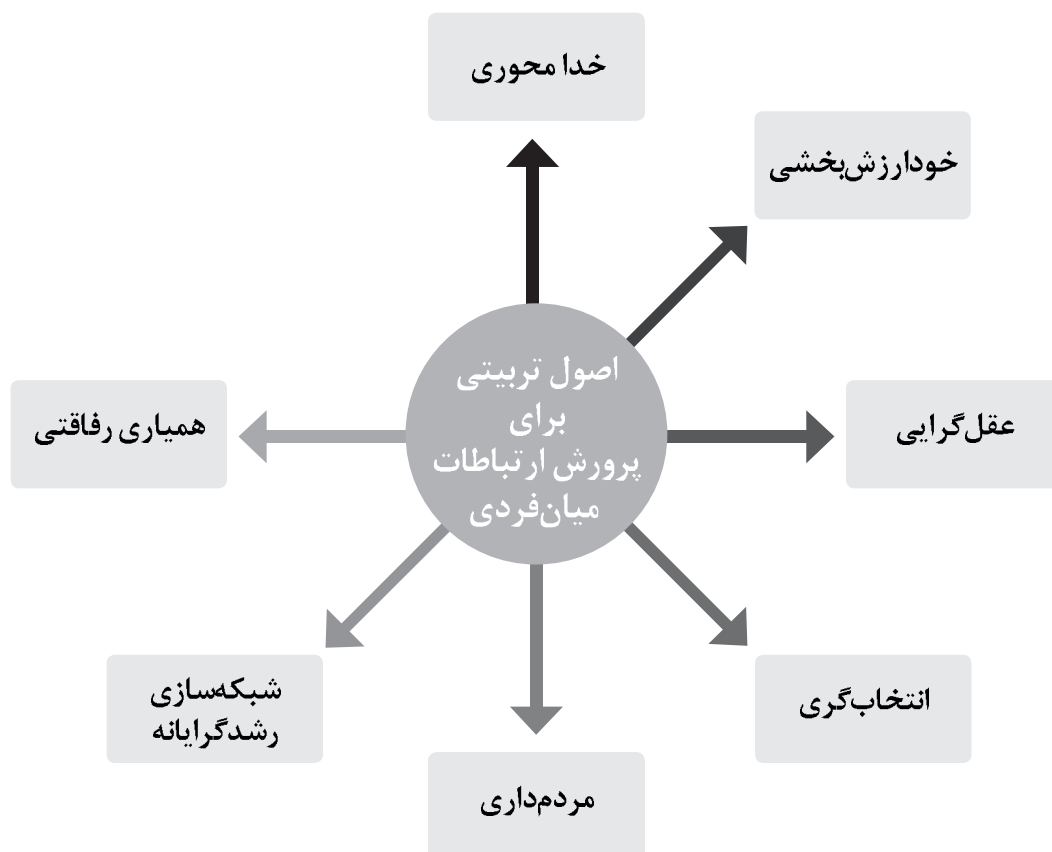 خدا محوری
خودارزش‌بخشی
اصول تربیتی
برای
پرورش ارتباطات
میان‌فردی
همیاری رفاقتی
عقل‌گرایی
شبکه‌سازی
رشدگرایانه
انتخاب‌گری
مردم‌داری